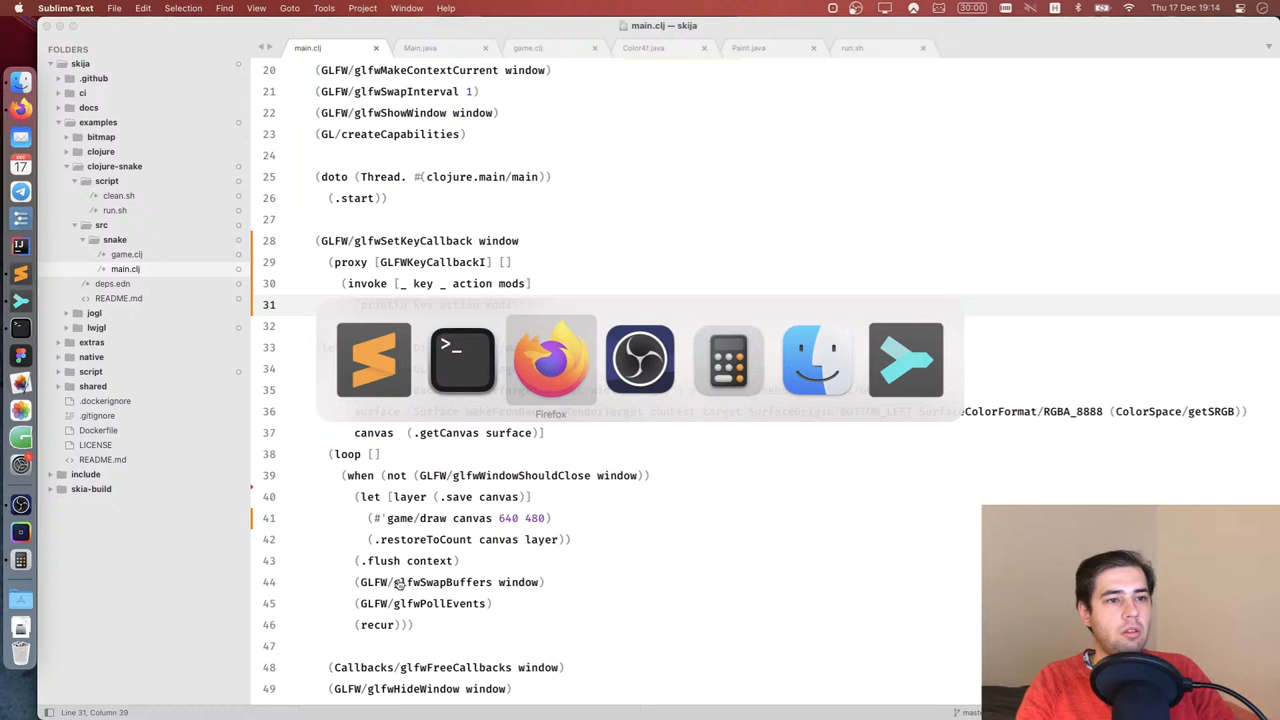 Sublime Text File Edit Selection Find View Goto Tools Project Window Help 30:00 Thu 17 Dec 19:14
main.clj — skija
FOLDERS
main.clj Main.java game.clj Color4f.java Paint.java run.sh
skija
.github
ci
docs
examples
bitmap
clojure
clojure-snake
script
clean.sh
run.sh
src
snake
game.clj
main.clj
deps.edn
README.md
jogl
lwjgl
extras
native
script
shared
.dockerignore
.gitignore
Dockerfile
LICENSE
README.md
include
skia-build
20 (GLFW/glfwMakeContextCurrent window)
21 (GLFW/glfwSwapInterval 1)
22 (GLFW/glfwShowWindow window)
23 (GL/createCapabilities)
24
25 (doto (Thread. #(clojure.main/main))
26 (.start))
27
28 (GLFW/glfwSetKeyCallback window
29 (proxy [GLFWKeyCallbackI] []
30 (invoke [_ key _ action mods]
31 (println key action mods)
32
33
34
35
36 SurfaceColorFormat/RGBA_8888 (ColorSpace/getSRGB))
37 canvas (.getCanvas surface)]
38 (loop []
39 (when (not (GLFW/glfwWindowShouldClose window))
40 (let [layer (.save canvas)]
41 (#'game/draw canvas 640 480)
42 (.restoreToCount canvas layer))
43 (.flush context)
44 (GLFW/glfwSwapBuffers window)
45 (GLFW/glfwPollEvents)
46 (recur)))
47
48 (Callbacks/glfwFreeCallbacks window)
49 (GLFW/glfwHideWindow window)
Firefox
DEC
17
Line 31, Column 39